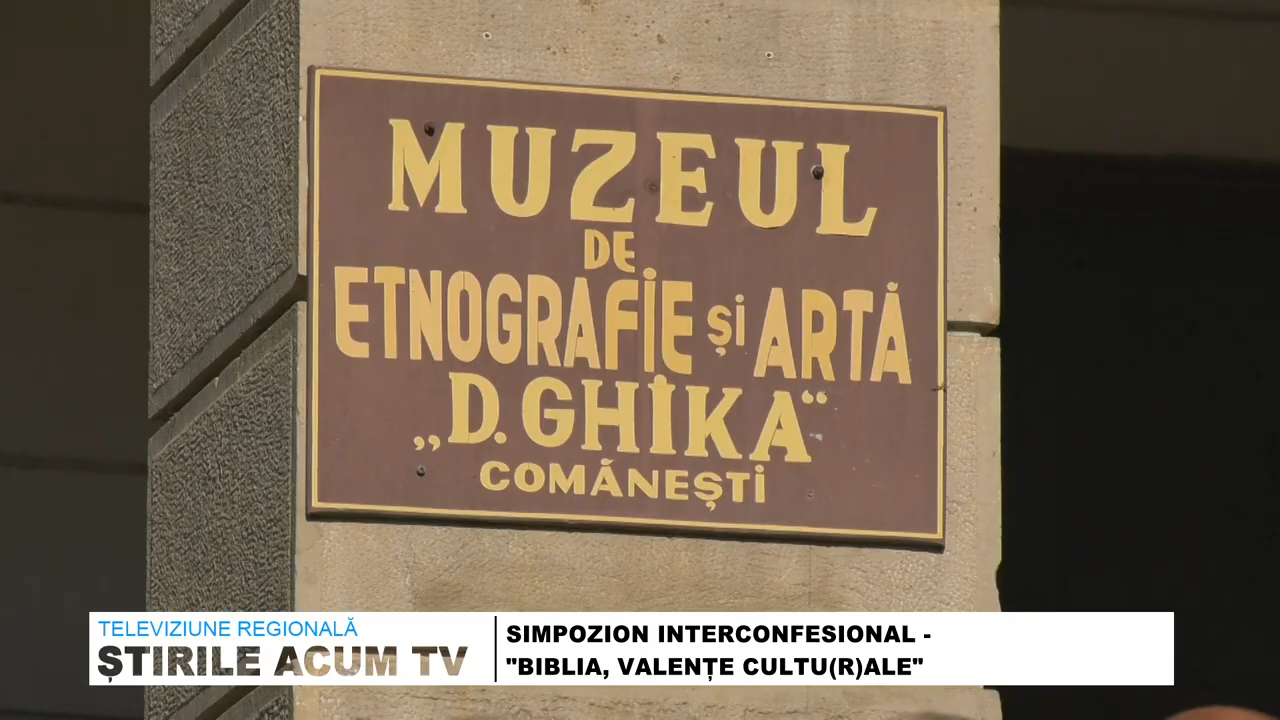 MUZEUL
DE
ETNOGRAFIE și ARTĂ
„D. GHIKA“
COMĂNEȘTI
TELEVIZIUNE REGIONALĂ
ȘTIRILE ACUM TV
SIMPOZION INTERCONFESIONAL -
"BIBLIA, VALENȚE CULTU(R)ALE"